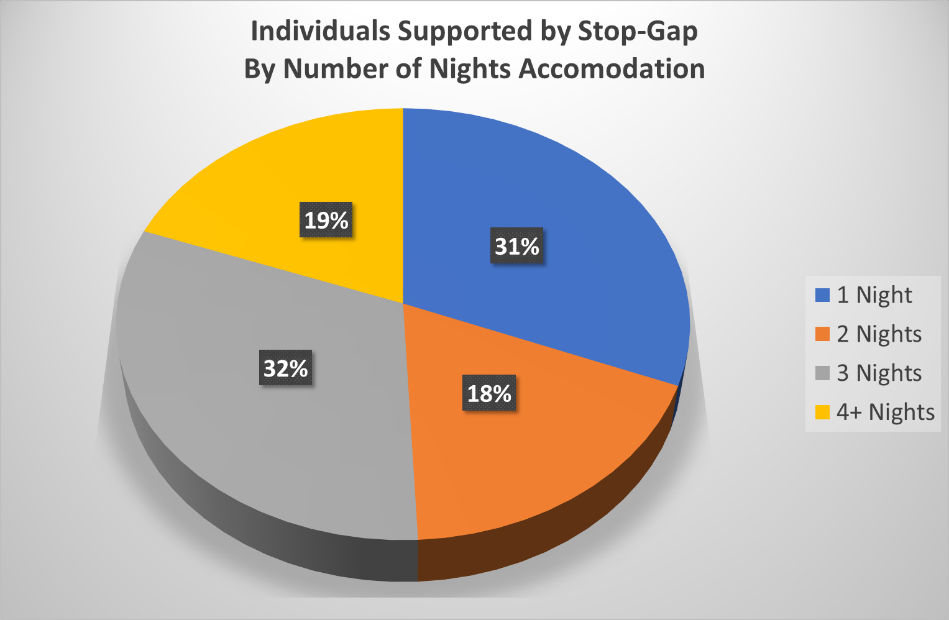 Individuals Supported by Stop-Gap
By Number of Nights Accomodation
19%
31%
32%
18%
1 Night
2 Nights
3 Nights
4+ Nights